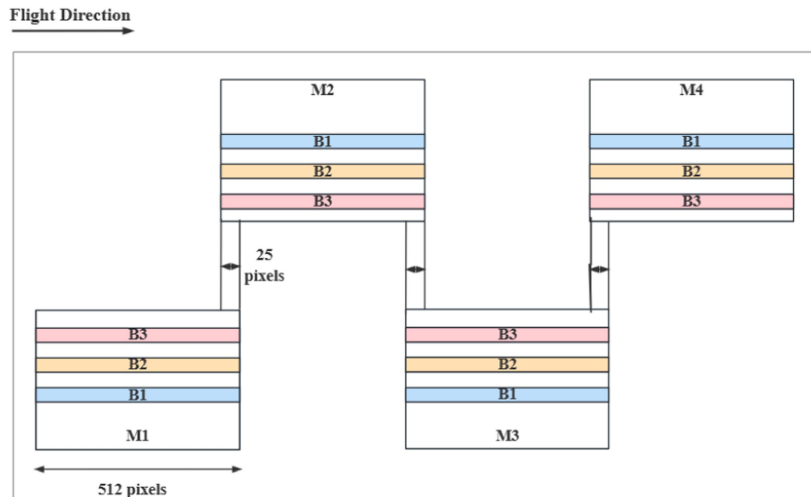 Flight Direction
M2
M4
B1
B1
B2
B2
B3
B3
25
pixels
B3
B3
B2
B2
B1
B1
M1
M3
512 pixels